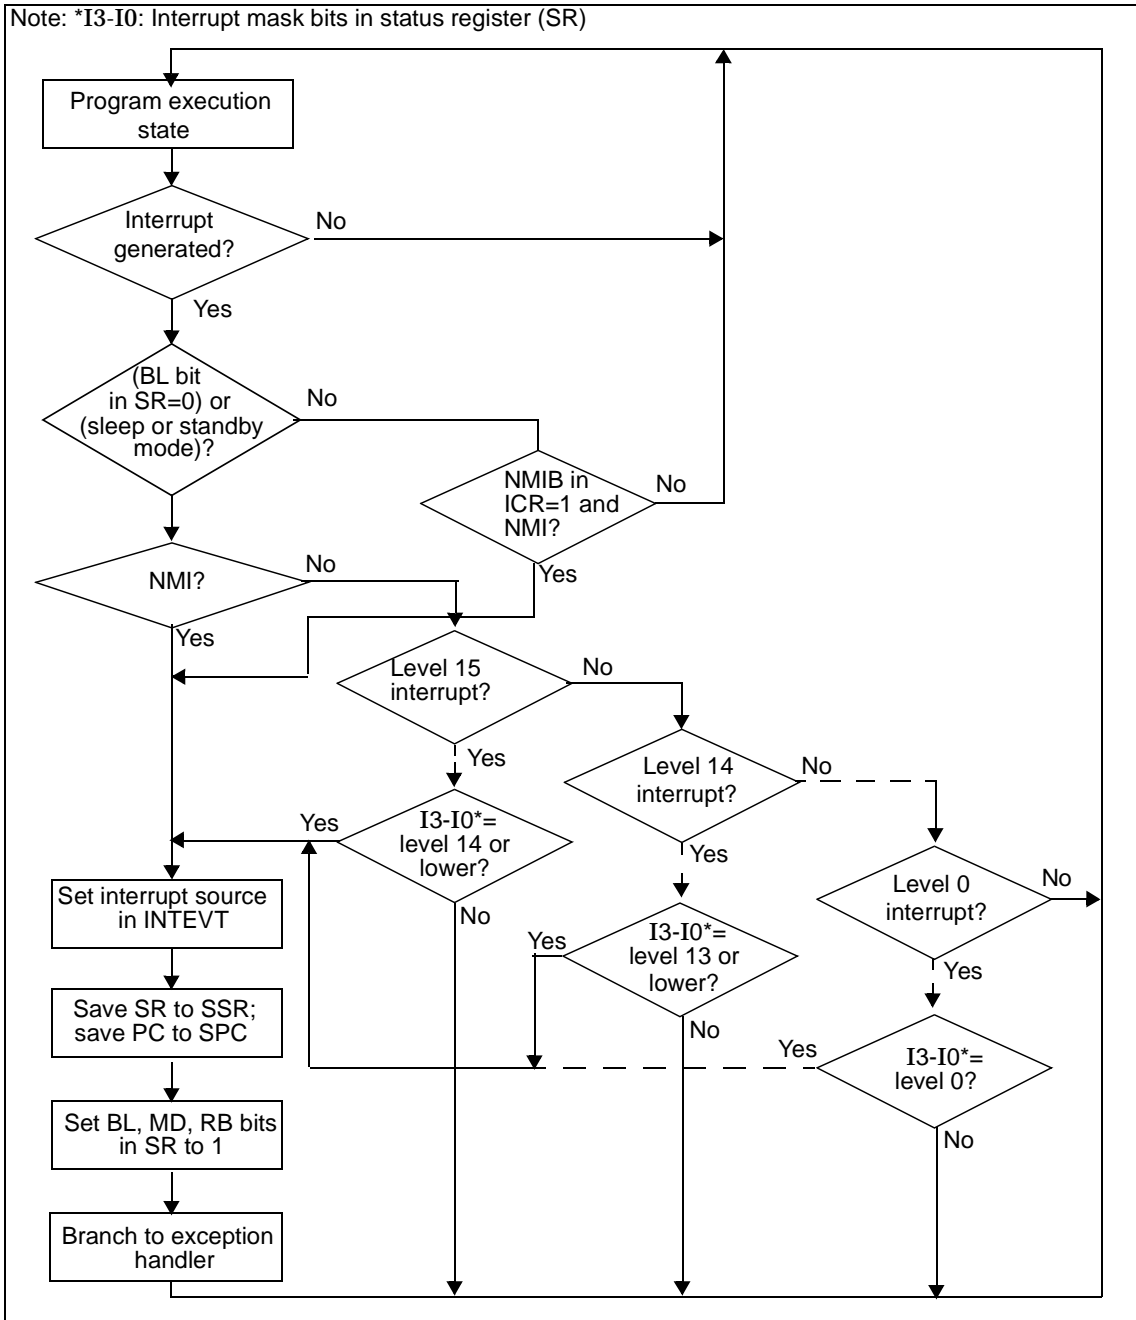 Note: *I3-I0: Interrupt mask bits in status register (SR)
Program execution
state
Interrupt
generated?
No
Yes
(BL bit
in SR=0) or
(sleep or standby
mode)?
No
NMIB in
ICR=1 and
NMI?
No
Yes
NMI?
No
Yes
Level 15
interrupt?
No
Yes
Level 14
interrupt?
No
Yes
I3-I0*=
level 14 or
lower?
Yes
No
Level 0
interrupt?
No
Yes
Set interrupt source
in INTEVT
I3-I0*=
level 13 or
lower?
Yes
No
Save SR to SSR;
save PC to SPC
I3-I0*=
level 0?
Yes
No
Set BL, MD, RB bits
in SR to 1
Branch to exception
handler